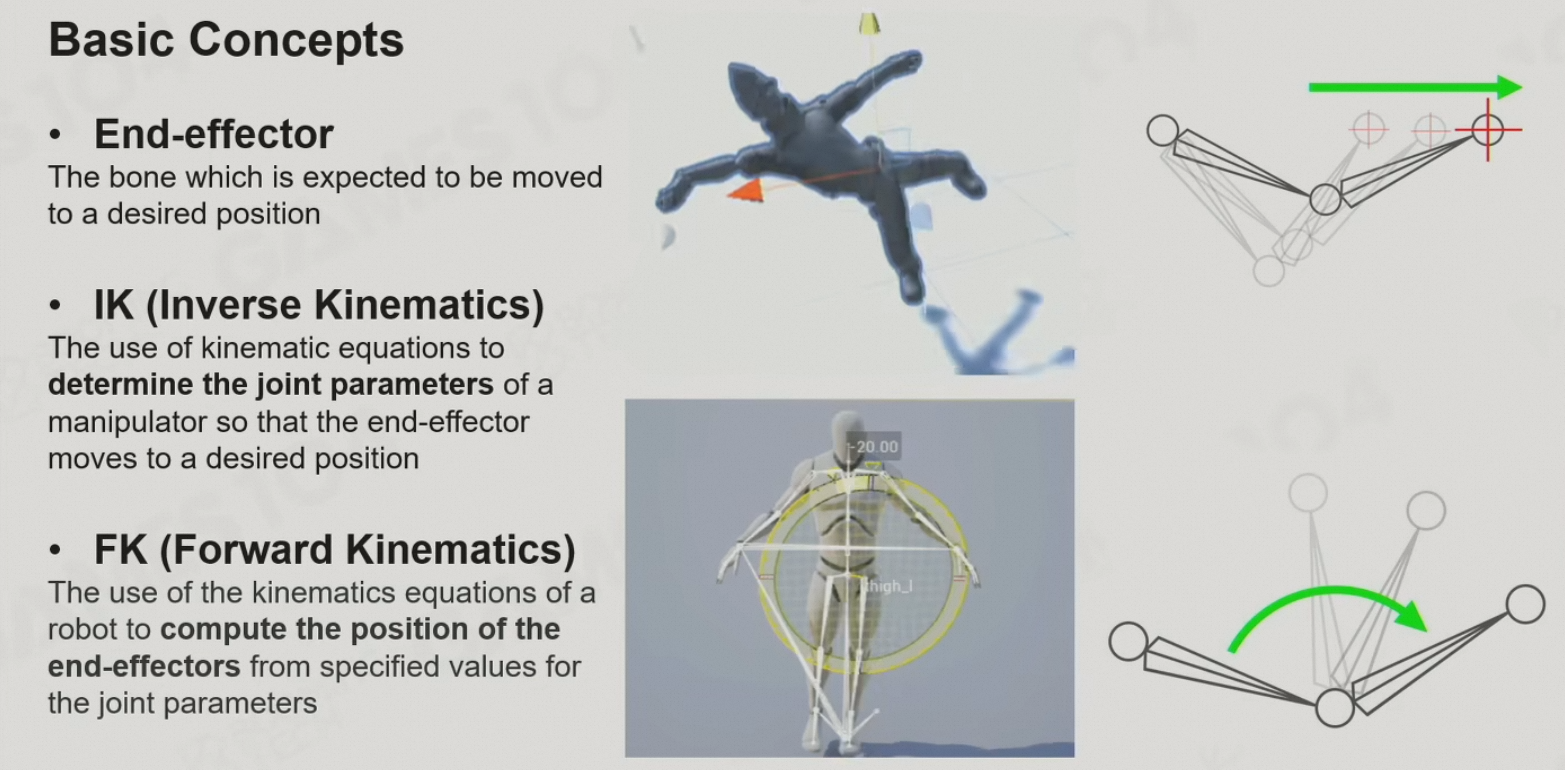 Basic Concepts
• End-effector
The bone which is expected to be moved
to a desired position
• IK (Inverse Kinematics)
The use of kinematic equations to
determine the joint parameters of a
manipulator so that the end-effector
moves to a desired position
• FK (Forward Kinematics)
The use of the kinematics equations of a
robot to compute the position of the
end-effectors from specified values for
the joint parameters
-20.00
thigh_l
GAMES 104